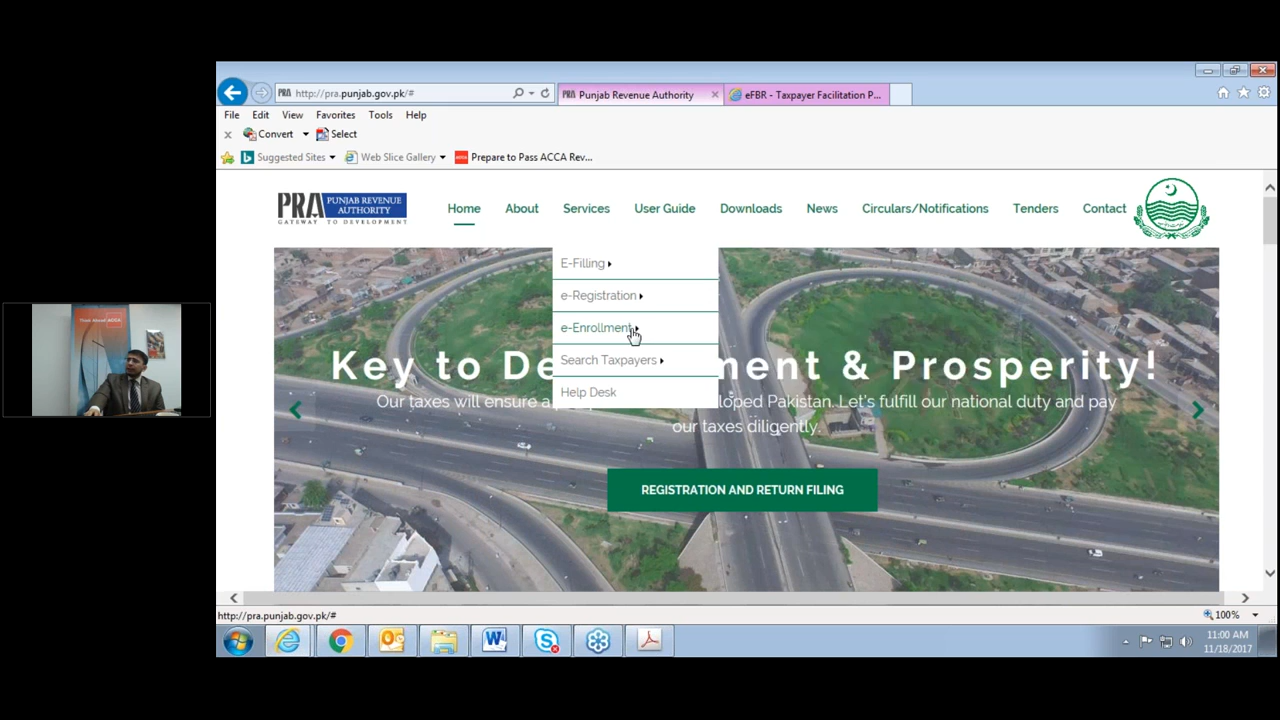 http://pra.punjab.gov.pk/#
PRA Punjab Revenue Authority
eFBR - Taxpayer Facilitation P...
File Edit View Favorites Tools Help
Convert Select
Suggested Sites Web Slice Gallery Prepare to Pass ACCA Rev...
PRA PUNJAB REVENUE
AUTHORITY
GATEWAY TO DEVELOPMENT
Home About Services User Guide Downloads News Circulars/Notifications Tenders Contact
E-Filling
e-Registration
e-Enrollment
Search Taxpayers
Help Desk
Key to De ment & Prosperity!
Our taxes will ensure a loped Pakistan. Let's fulfill our national duty and pay
our taxes diligently.
REGISTRATION AND RETURN FILING
Think Ahead ACCA
http://pra.punjab.gov.pk/#
100%
11:00 AM
11/18/2017